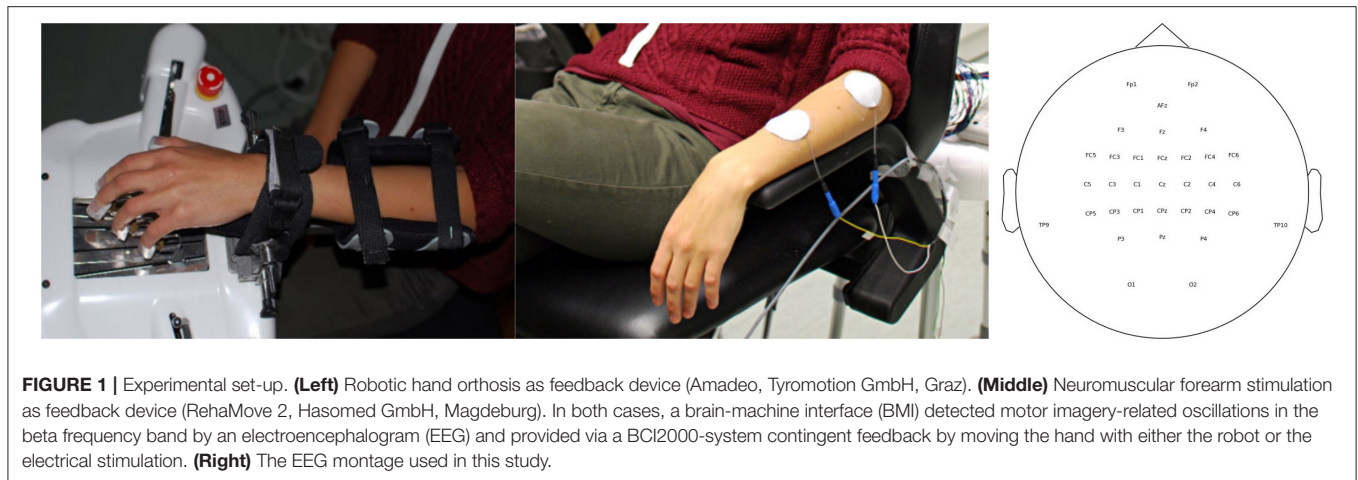 Fp1 Fp2
AFz
F3 Fz F4
FC5 FC3 FC1 FCz FC2 FC4 FC6
C5 C3 C1 Cz C2 C4 C6
CP5 CP3 CP1 CPz CP2 CP4 CP6
TP9 TP10
P3 Pz P4
O1 O2
FIGURE 1 | Experimental set-up. (Left) Robotic hand orthosis as feedback device (Amadeo, Tyromotion GmbH, Graz). (Middle) Neuromuscular forearm stimulation
as feedback device (RehaMove 2, Hasomed GmbH, Magdeburg). In both cases, a brain-machine interface (BMI) detected motor imagery-related oscillations in the
beta frequency band by an electroencephalogram (EEG) and provided via a BCI2000-system contingent feedback by moving the hand with either the robot or the
electrical stimulation. (Right) The EEG montage used in this study.